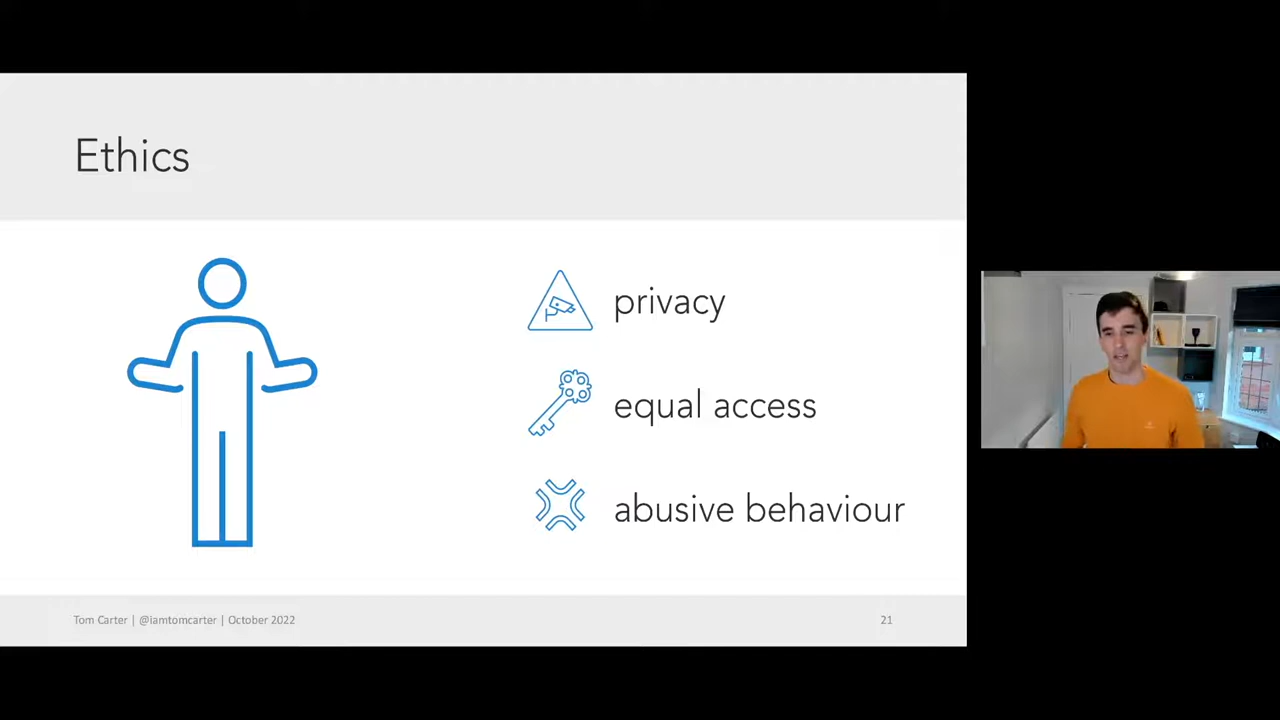 Ethics
privacy
equal access
abusive behaviour
Tom Carter | @iamtomcarter | October 2022
21